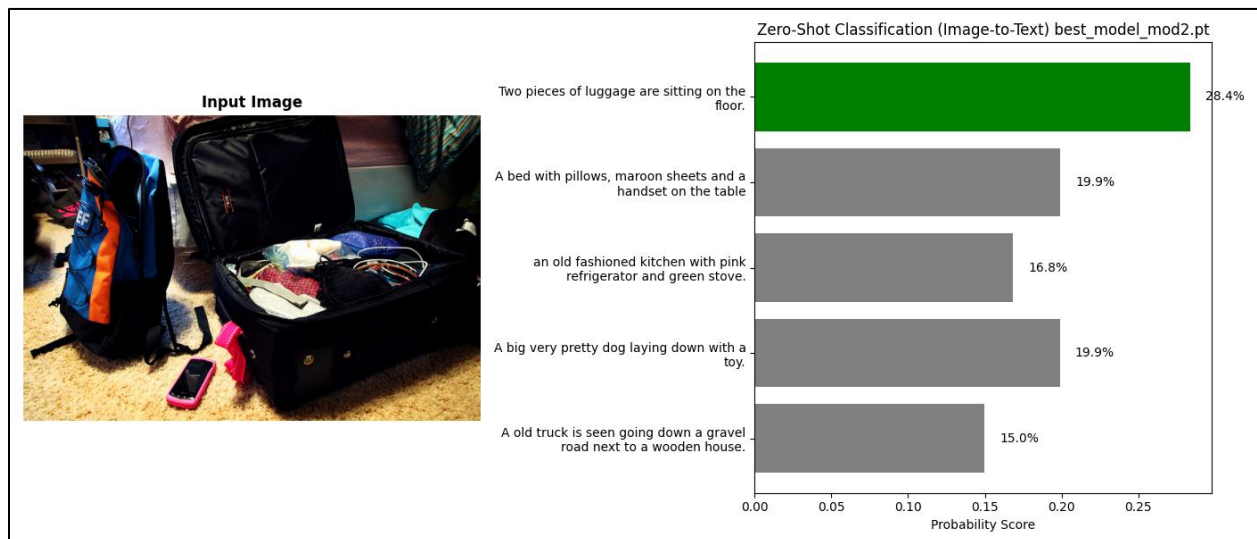 Zero-Shot Classification (Image-to-Text) best_model_mod2.pt
Input Image
Two pieces of luggage are sitting on the
floor.
28.4%
A bed with pillows, maroon sheets and a
handset on the table
19.9%
an old fashioned kitchen with pink
refrigerator and green stove.
16.8%
A big very pretty dog laying down with a
toy.
19.9%
A old truck is seen going down a gravel
road next to a wooden house.
15.0%
0.00 0.05 0.10 0.15 0.20 0.25
Probability Score